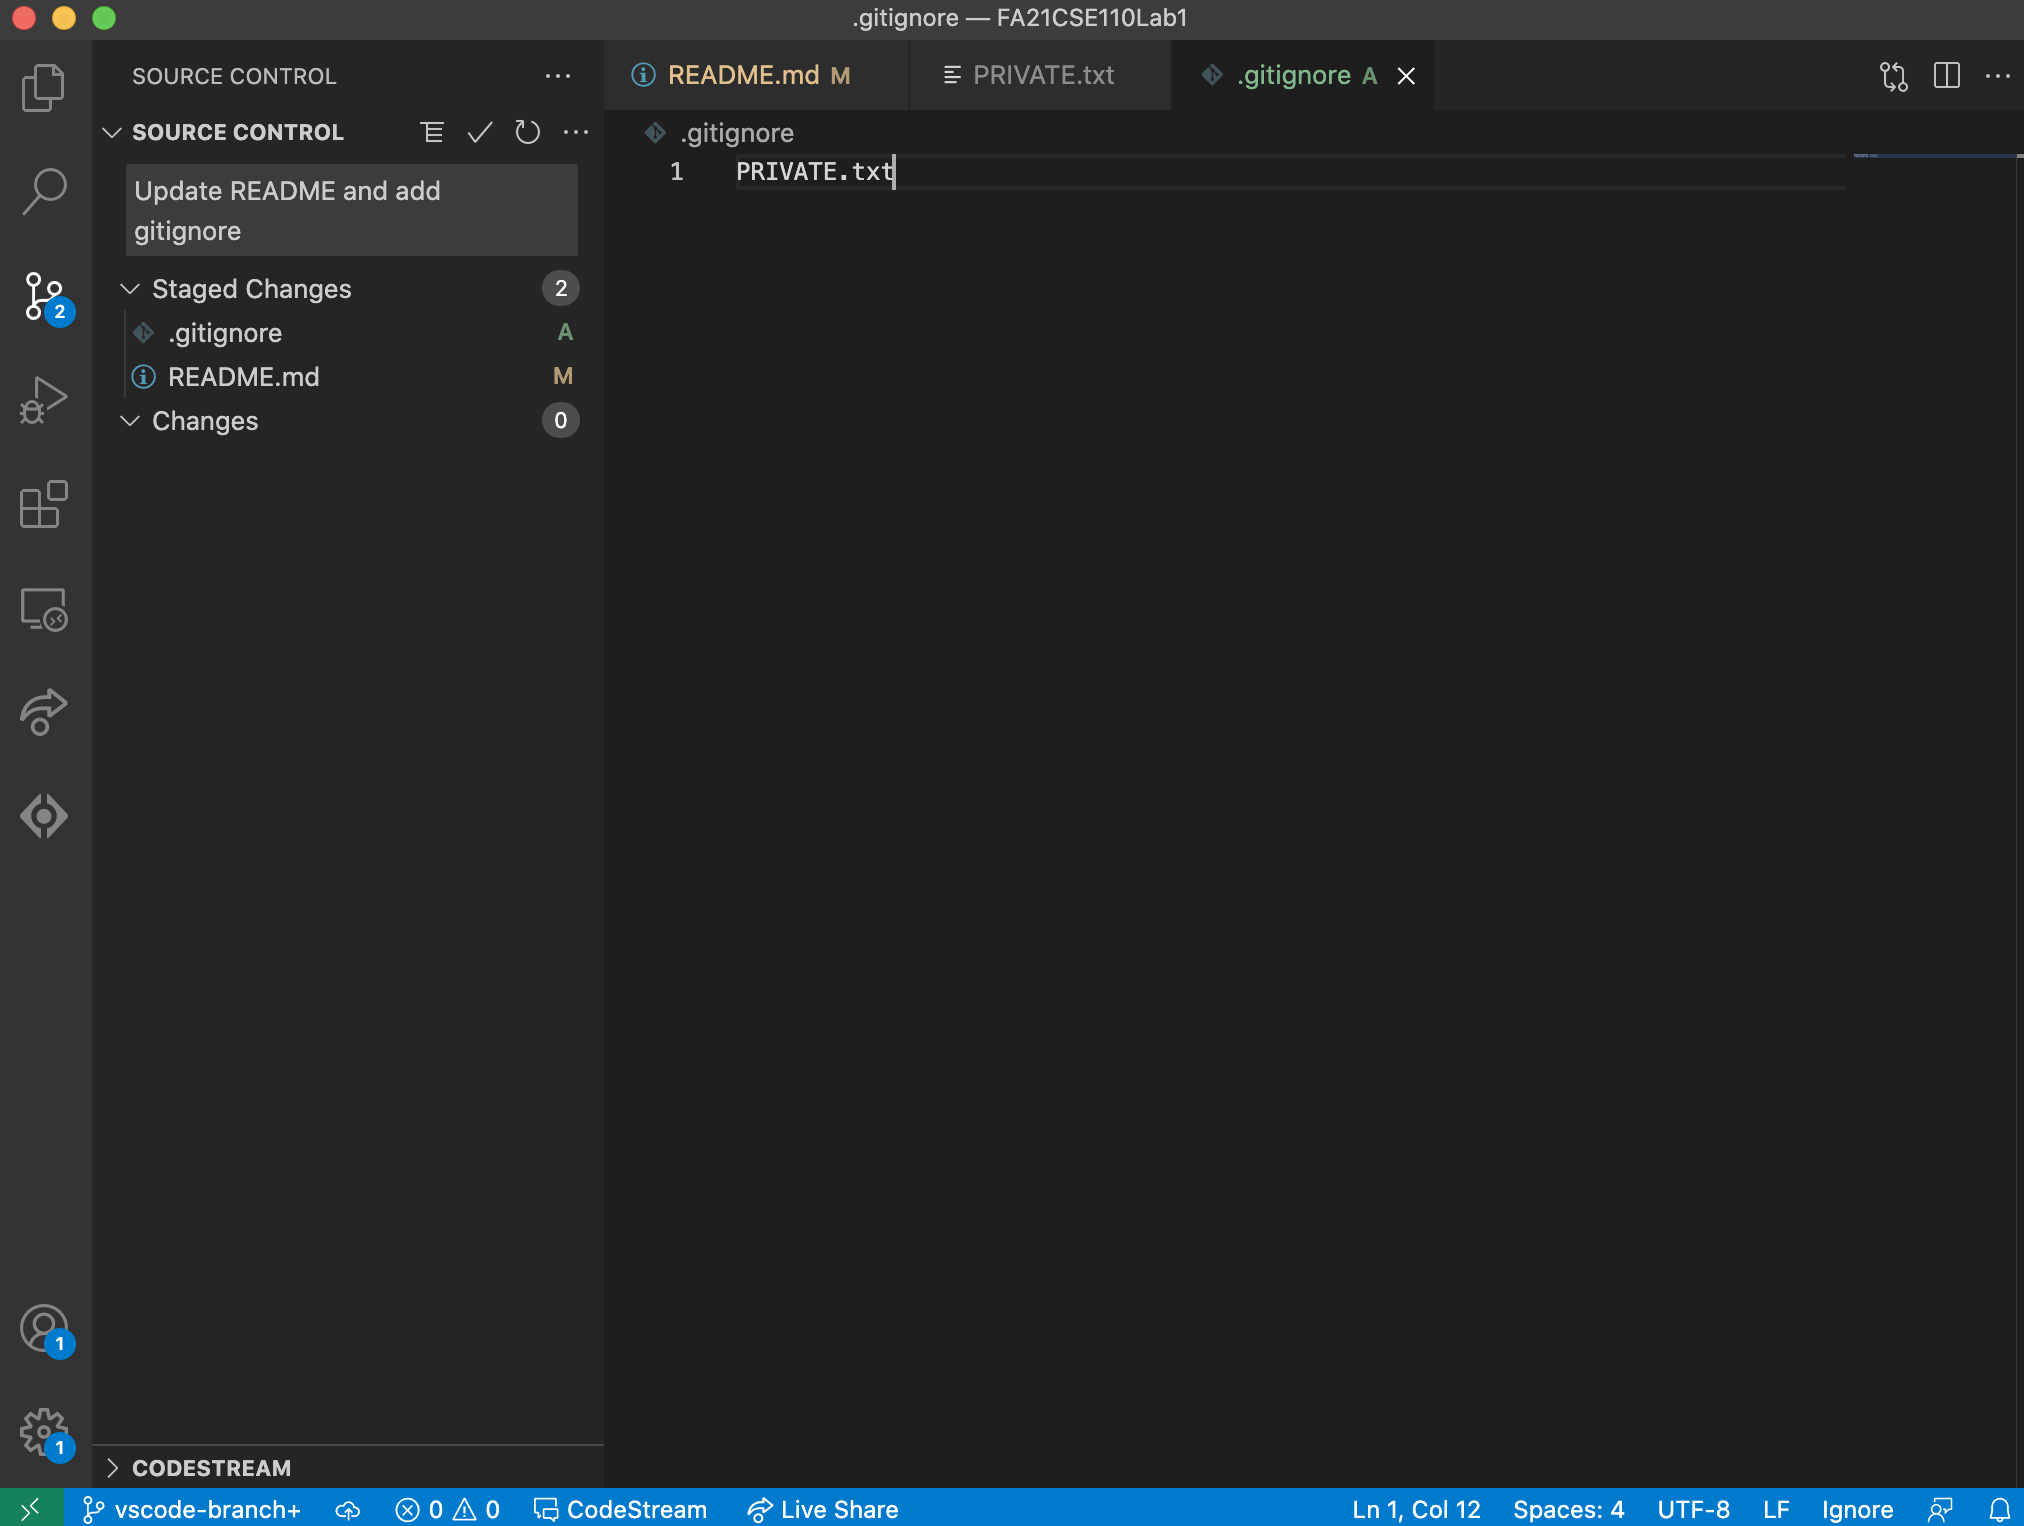 .gitignore — FA21CSE110Lab1
SOURCE CONTROL
README.md M
PRIVATE.txt
.gitignore A
SOURCE CONTROL
.gitignore
Update README and add
gitignore
1 PRIVATE.txt
Staged Changes 2
.gitignore A
README.md M
Changes 0
2
1
1
CODESTREAM
vscode-branch+ 0 0 CodeStream Live Share Ln 1, Col 12 Spaces: 4 UTF-8 LF Ignore